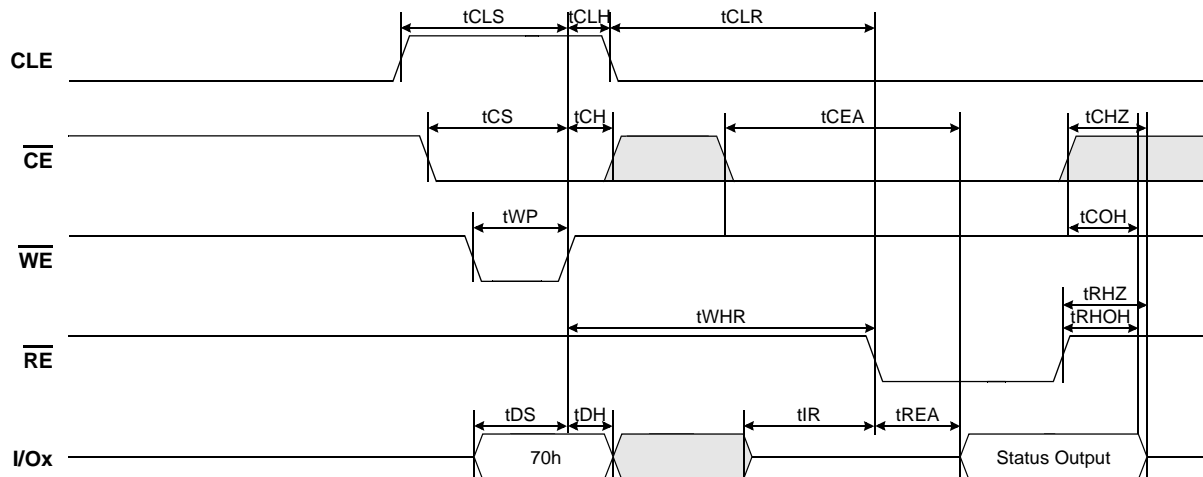 tCLS tCLH tCLR
CLE
tCS tCH tCEA tCHZ
CE
tWP tCOH
WE
tRHZ
tWHR tRHOH
RE
tDS tDH tIR tREA
I/Ox 70h Status Output